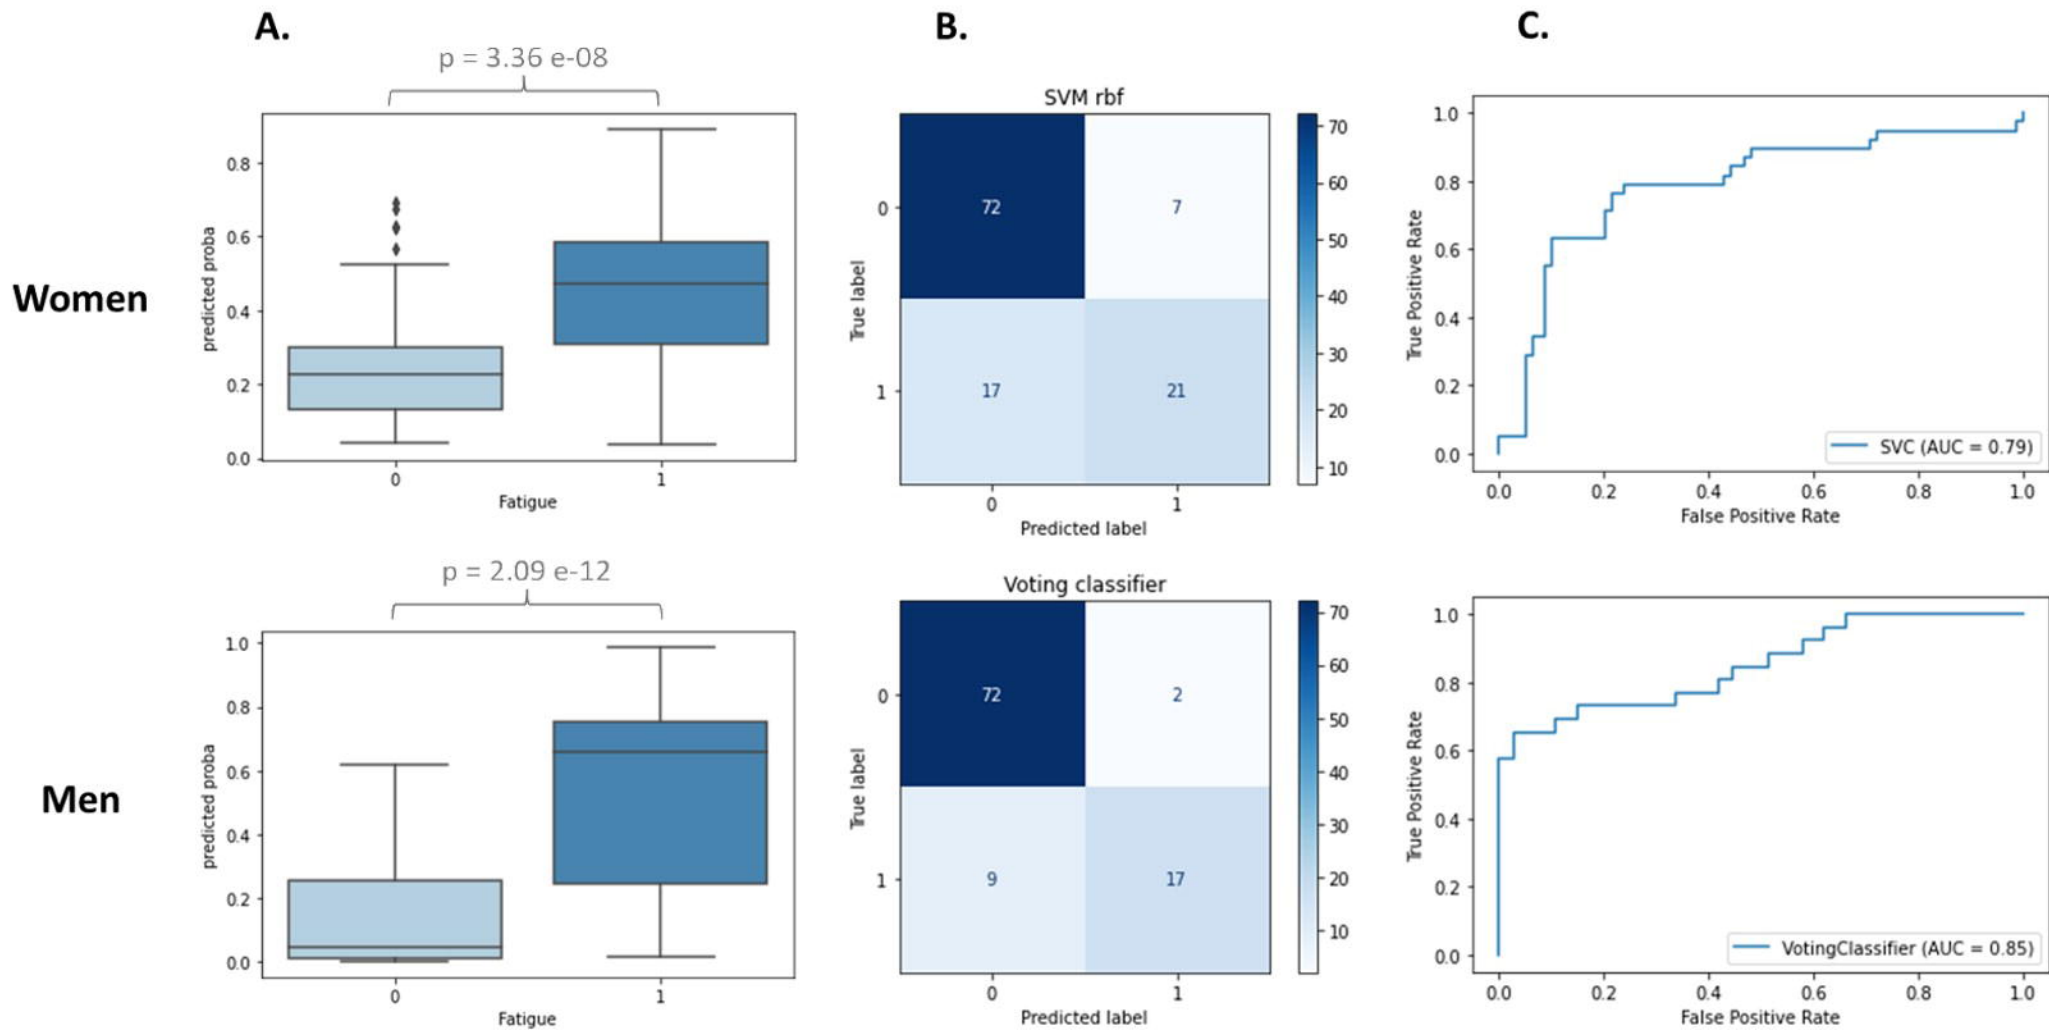 A.
B.
C.
Women
p = 3.36 e-08
predicted proba
0.8
0.6
0.4
0.2
0.0
0
1
Fatigue
SVM rbf
True label
0
1
72
7
17
21
0
1
Predicted label
70
60
50
40
30
20
10
True Positive Rate
1.0
0.8
0.6
0.4
0.2
0.0
SVC (AUC = 0.79)
0.0 0.2 0.4 0.6 0.8 1.0
False Positive Rate
Men
p = 2.09 e-12
predicted proba
1.0
0.8
0.6
0.4
0.2
0.0
0
1
Fatigue
Voting classifier
True label
0
1
72
2
9
17
0
1
Predicted label
70
60
50
40
30
20
10
True Positive Rate
1.0
0.8
0.6
0.4
0.2
0.0
VotingClassifier (AUC = 0.85)
0.0 0.2 0.4 0.6 0.8 1.0
False Positive Rate